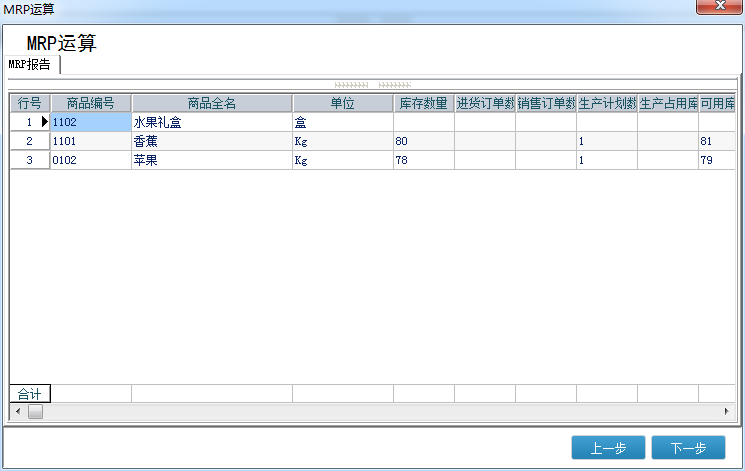 MRP运算
MRP运算
MRP报告
行号 商品编号 商品全名 单位 库存数量 进货订单数 销售订单数 生产计划数 生产占用库 可用库
1 1102 水果礼盒 盒
2 1101 香蕉 Kg 80 1 81
3 0102 苹果 Kg 78 1 79
合计
上一步 下一步